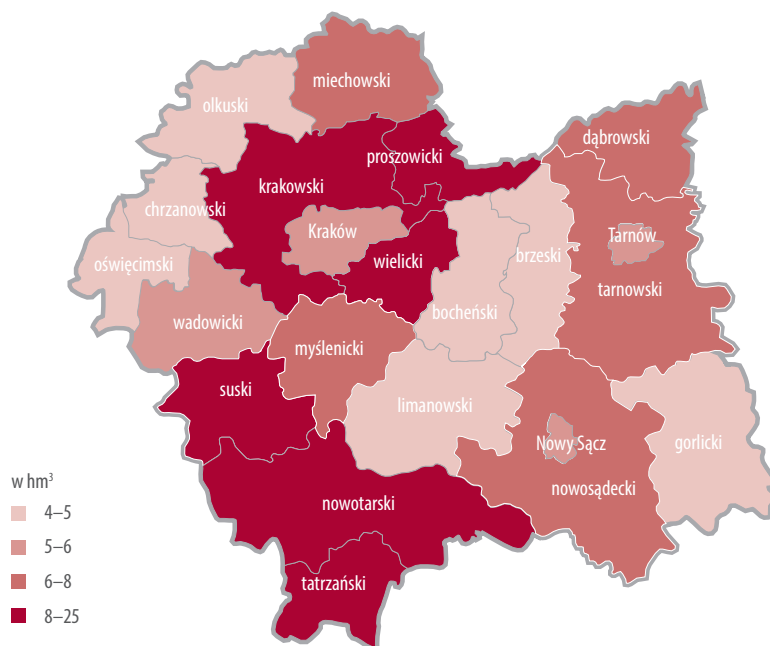 miechowski
olkuski
dąbrowski
proszowicki
krakowski
chrzanowski
Kraków
Tarnów
brzeski
wielicki
oświęcimski
tarnowski
bocheński
wadowicki
myślenicki
suski
limanowski
Nowy Sącz
gorlicki
w hm³
nowosądecki
nowotarski
4–5
5–6
6–8
tatrzański
8–25